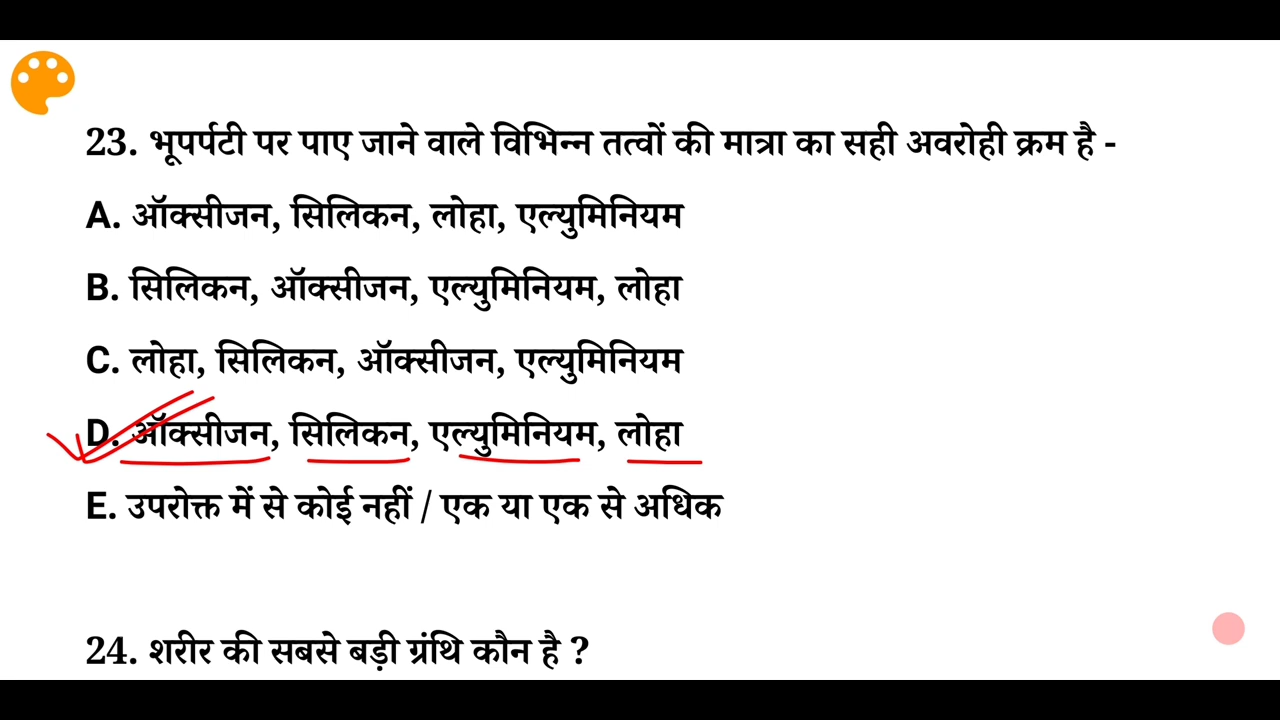 23. भूपर्पटी पर पाए जाने वाले विभिन्न तत्वों की मात्रा का सही अवरोही क्रम है -
A. ऑक्सीजन, सिलिकन, लोहा, एल्युमिनियम
B. सिलिकन, ऑक्सीजन, एल्युमिनियम, लोहा
C. लोहा, सिलिकन, ऑक्सीजन, एल्युमिनियम
D. ऑक्सीजन, सिलिकन, एल्युमिनियम, लोहा
E. उपरोक्त में से कोई नहीं / एक या एक से अधिक
24. शरीर की सबसे बड़ी ग्रंथि कौन है ?